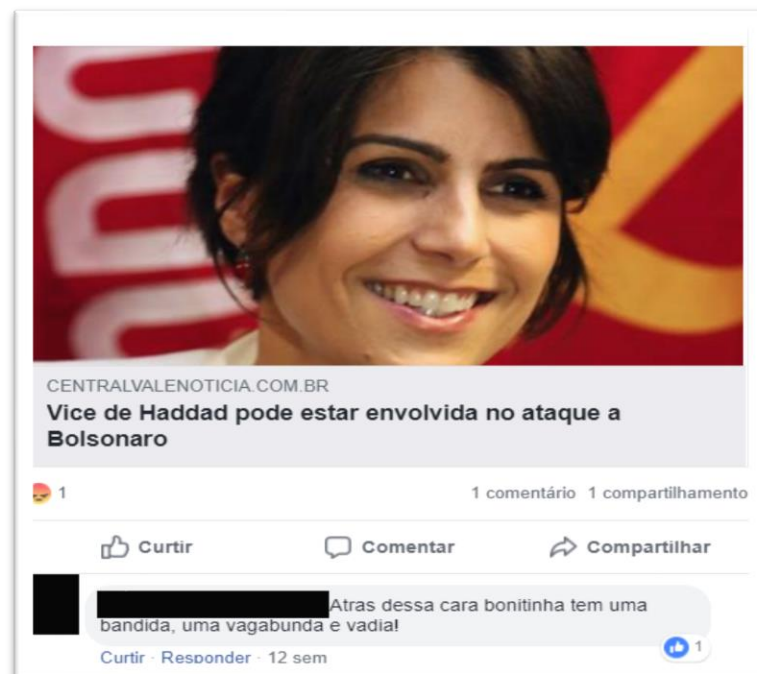 CENTRALVALENOTICIA.COM.BR
Vice de Haddad pode estar envolvida no ataque a
Bolsonaro
1
1 comentário 1 compartilhamento
Curtir Comentar Compartilhar
Atras dessa cara bonitinha tem uma
bandida, uma vagabunda e vadia!
1
Curtir · Responder · 12 sem